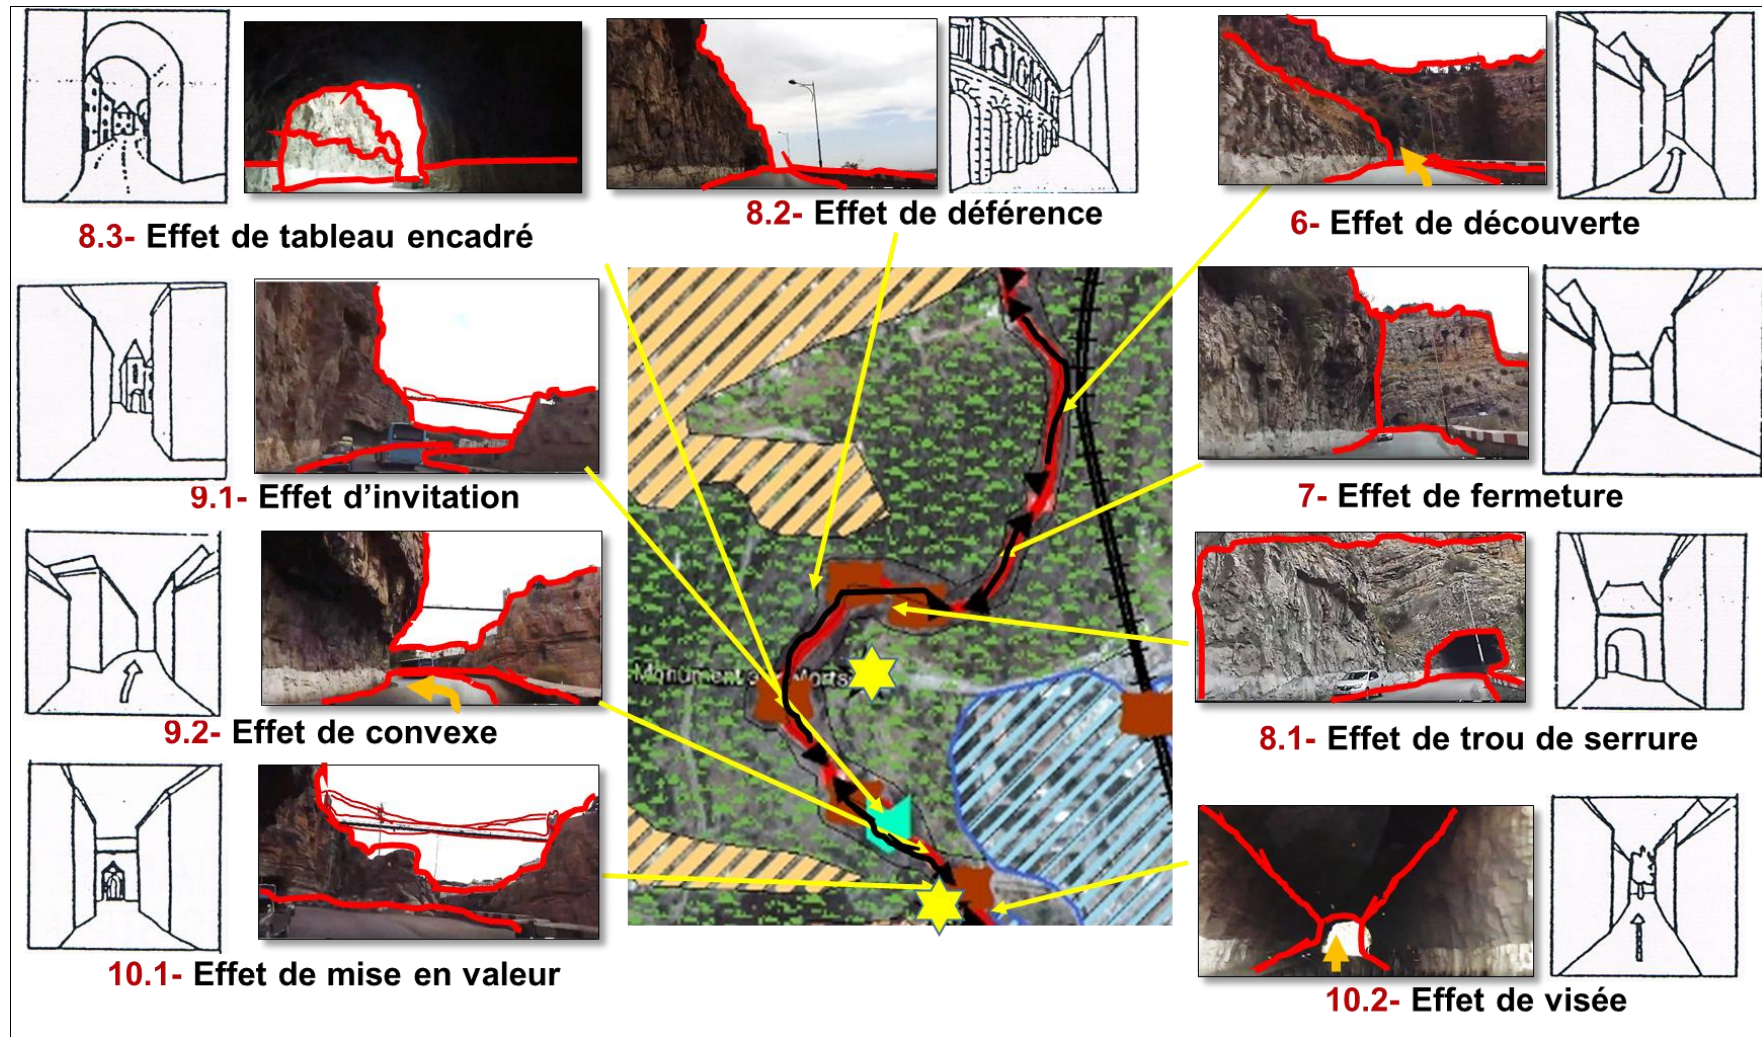 8.3- Effet de tableau encadré
8.2- Effet de déférence
6- Effet de découverte
9.1- Effet d’invitation
7- Effet de fermeture
Monument Morts
9.2- Effet de convexe
8.1- Effet de trou de serrure
10.1- Effet de mise en valeur
10.2- Effet de visée